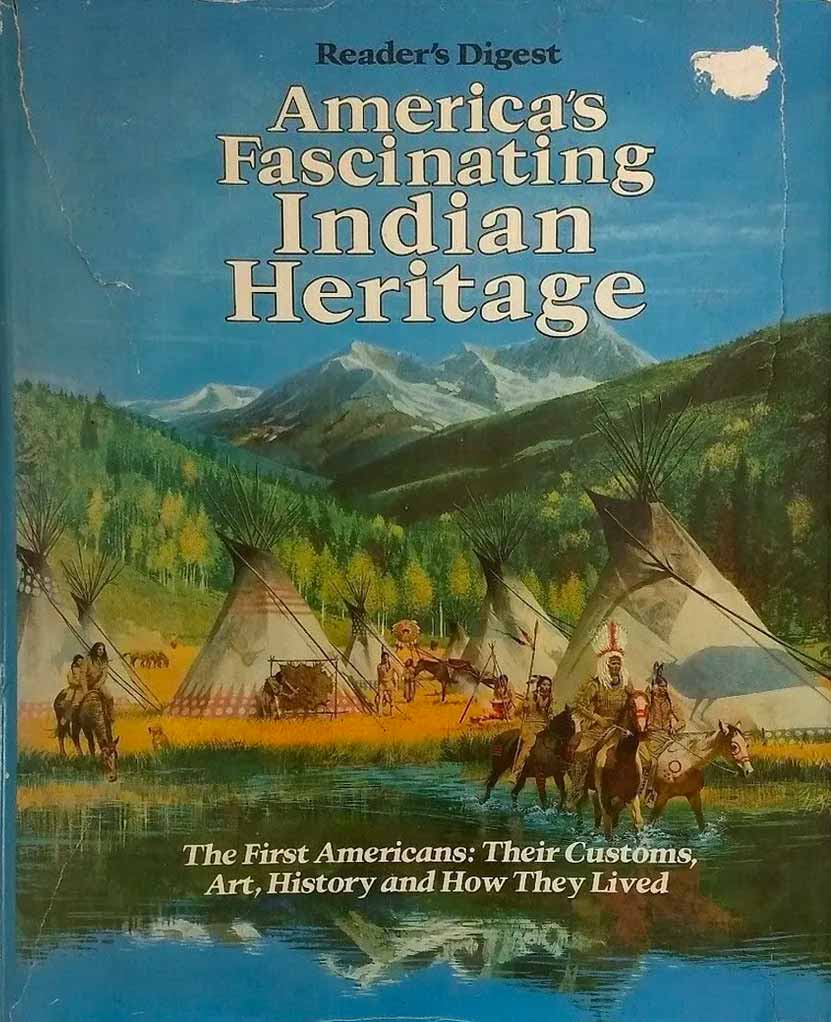 Reader's Digest
America's
Fascinating
Indian
Heritage
The First Americans: Their Customs,
Art, History and How They Lived